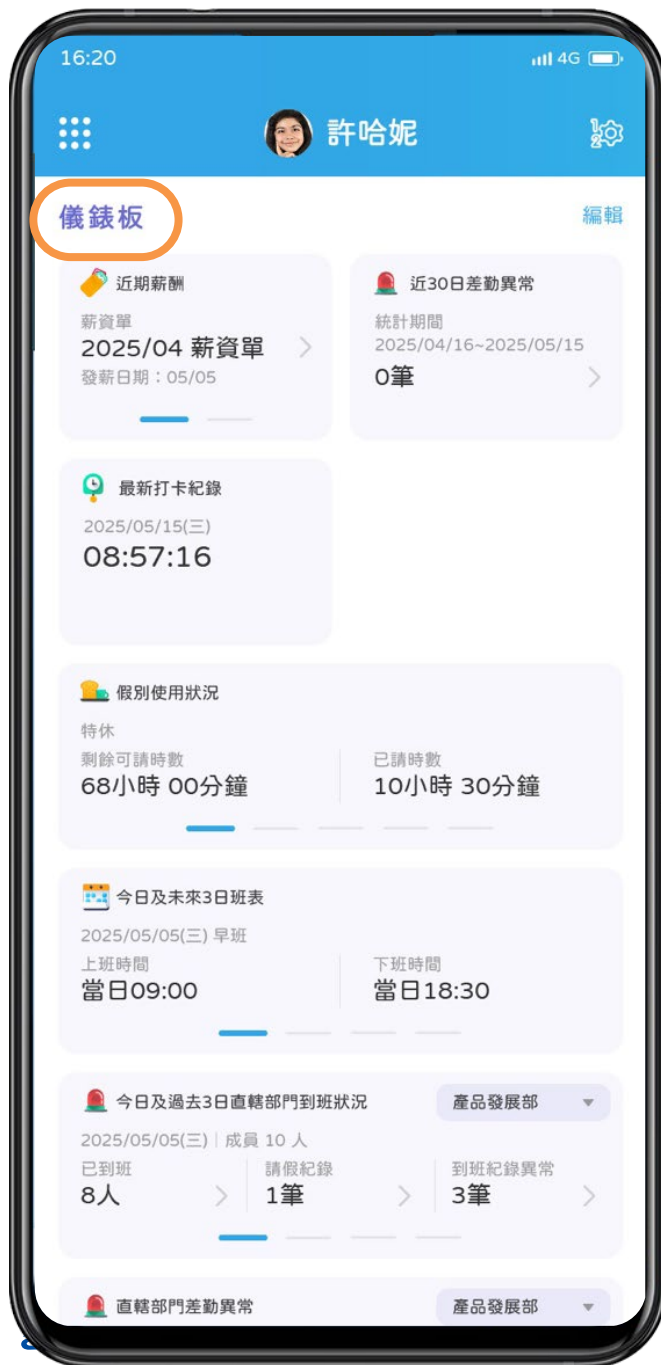 16:20
4G
許哈妮
儀錶板
編輯
近期薪酬
薪資單
2025/04 薪資單
發薪日期：05/05
近30日差勤異常
統計期間
2025/04/16~2025/05/15
0筆
最新打卡紀錄
2025/05/15(三)
08:57:16
假別使用狀況
特休
剩餘可請時數
68小時 00分鐘
已請時數
10小時 30分鐘
今日及未來3日班表
2025/05/05(三) 早班
上班時間
當日09:00
下班時間
當日18:30
今日及過去3日直轄部門到班狀況
產品發展部
2025/05/05(三)｜成員 10 人
已到班
8人
請假紀錄
1筆
到班紀錄異常
3筆
直轄部門差勤異常
產品發展部